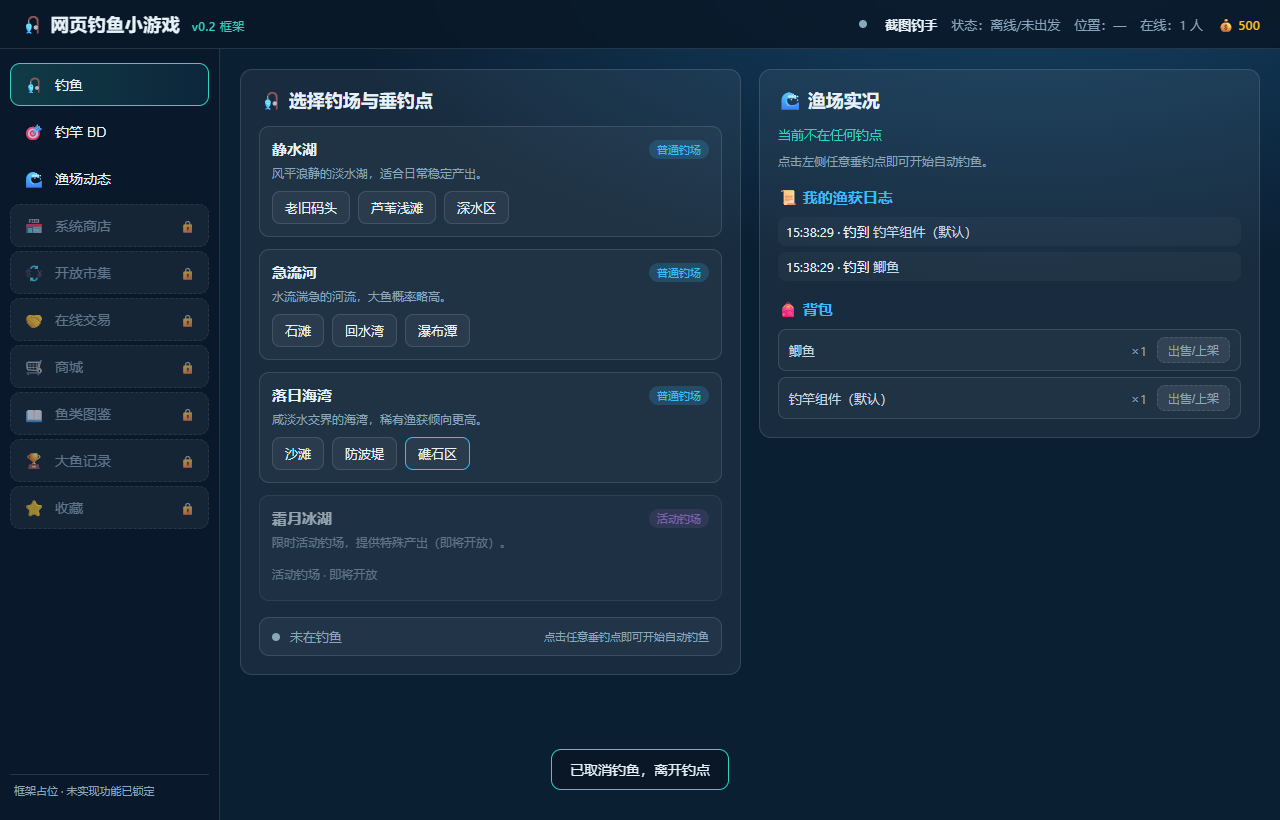 网页钓鱼小游戏 v0.2 框架
截图钓手 状态：离线/未出发 位置：— 在线：1 人 500
钓鱼
钓竿 BD
渔场动态
系统商店
开放市集
在线交易
商城
鱼类图鉴
大鱼记录
收藏
框架占位 · 未实现功能已锁定
选择钓场与垂钓点
静水湖 普通钓场
风平浪静的淡水湖，适合日常稳定产出。
老旧码头 芦苇浅滩 深水区
急流河 普通钓场
水流湍急的河流，大鱼概率略高。
石滩 回水湾 瀑布潭
落日海湾 普通钓场
咸淡水交界的海湾，稀有渔获倾向更高。
沙滩 防波堤 礁石区
霜月冰湖 活动钓场
限时活动钓场，提供特殊产出（即将开放）。
活动钓场 · 即将开放
未在钓鱼 点击任意垂钓点即可开始自动钓鱼
渔场实况
当前不在任何钓点
点击左侧任意垂钓点即可开始自动钓鱼。
我的渔获日志
15:38:29 · 钓到 钓竿组件（默认）
15:38:29 · 钓到 鲫鱼
背包
鲫鱼 ×1 出售/上架
钓竿组件（默认） ×1 出售/上架
已取消钓鱼，离开钓点